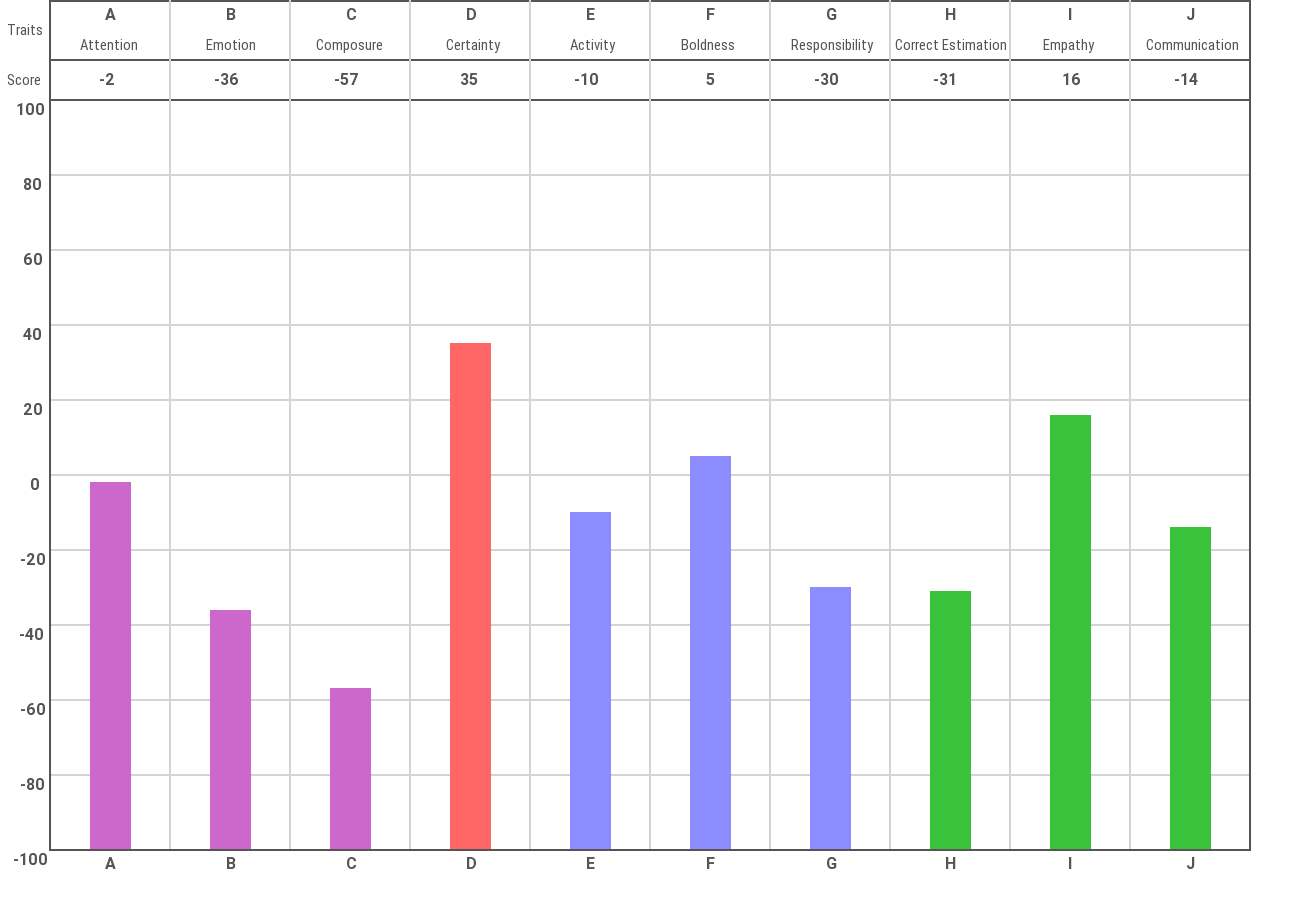 Traits
A B C D E F G H I J
Attention Emotion Composure Certainty Activity Boldness Responsibility Correct Estimation Empathy Communication
Score -2 -36 -57 35 -10 5 -30 -31 16 -14
100
80
60
40
20
0
-20
-40
-60
-80
-100
A B C D E F G H I J